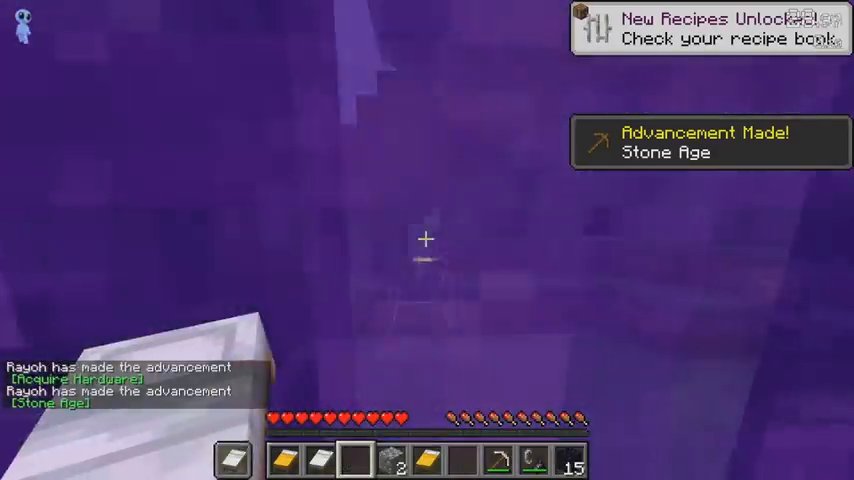 New Recipes Unlocked!
Check your recipe book
Advancement Made!
Stone Age
Rayoh has made the advancement
[Acquire Hardware]
Rayoh has made the advancement
[Stone Age]
2
15